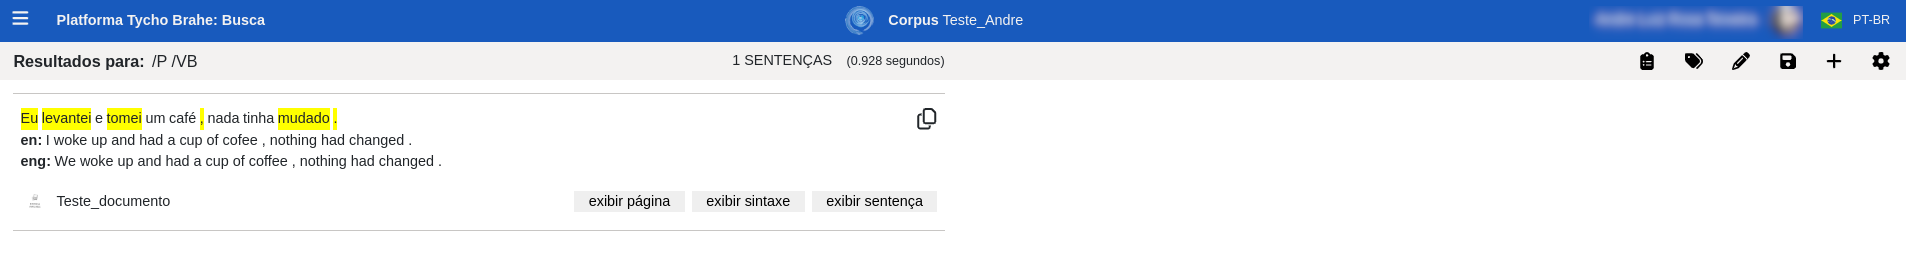 Platforma Tycho Brahe: Busca
Corpus Teste_Andre
PT-BR
Resultados para: /P /VB
1 SENTENÇAS (0.928 segundos)
Eu levantei e tomei um café , nada tinha mudado .
en: I woke up and had a cup of cofee , nothing had changed .
eng: We woke up and had a cup of coffee , nothing had changed .
Teste_documento
exibir página
exibir sintaxe
exibir sentença